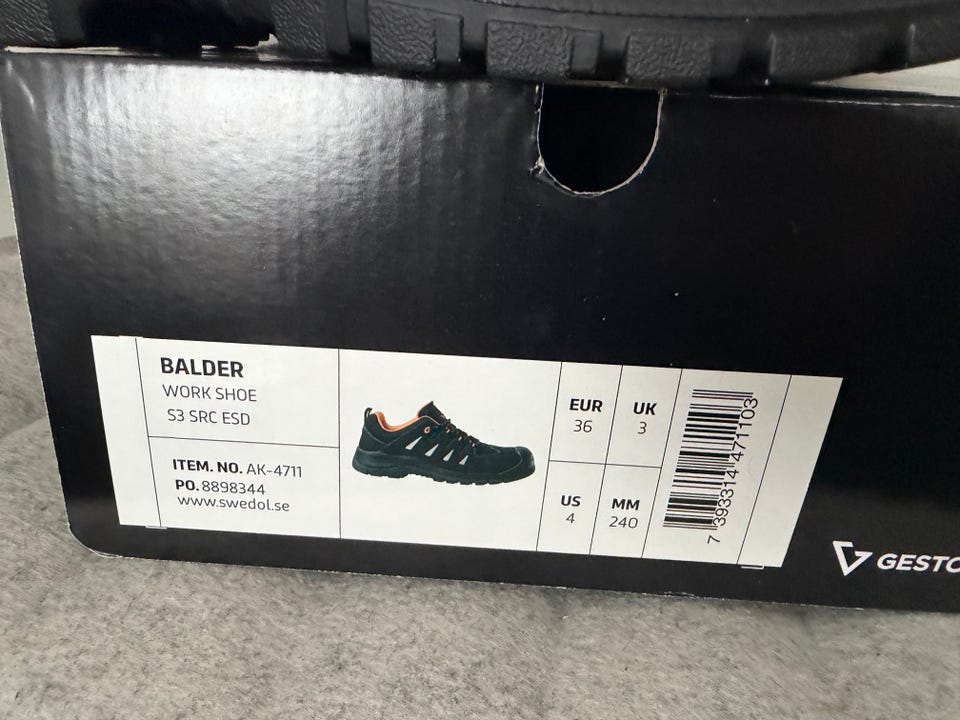 BALDER
WORK SHOE
S3 SRC ESD
ITEM. NO. AK-4711
PO. 8898344
www.swedol.se
EUR
36
UK
3
US
4
MM
240
7 393314 471103
GESTO